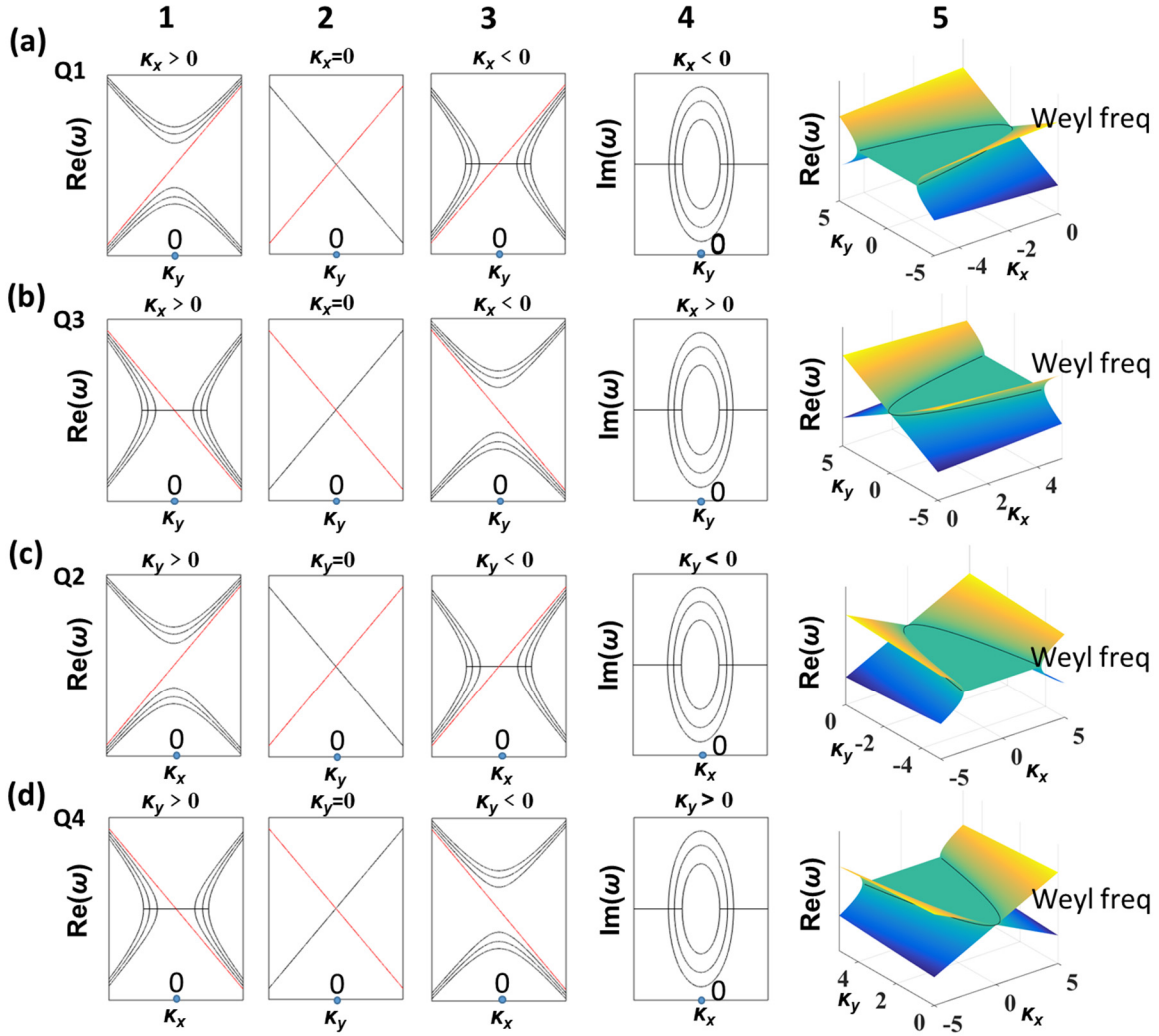 1 2 3 4 5
(a)
Q1
κx > 0 κx=0 κx < 0 κx < 0
Re(ω) Im(ω) Re(ω)
Weyl freq
0 0 0 0
κy κy κy κy
5 0 -5 κy
-4 -2 0 κx
(b)
Q3
κx > 0 κx=0 κx < 0 κx > 0
Re(ω) Im(ω) Re(ω)
Weyl freq
0 0 0 0
κy κy κy κy
5 0 -5 κy
0 2 4 κx
(c)
Q2
κy > 0 κy=0 κy < 0 κy < 0
Re(ω) Im(ω) Re(ω)
Weyl freq
0 0 0 0
κx κy κx κx
0 -2 -4 κy
-5 0 5 κx
(d)
Q4
κy > 0 κy=0 κy < 0 κy > 0
Re(ω) Im(ω) Re(ω)
Weyl freq
0 0 0 0
κx κy κx κx
4 2 0 κy
-5 0 5 κx